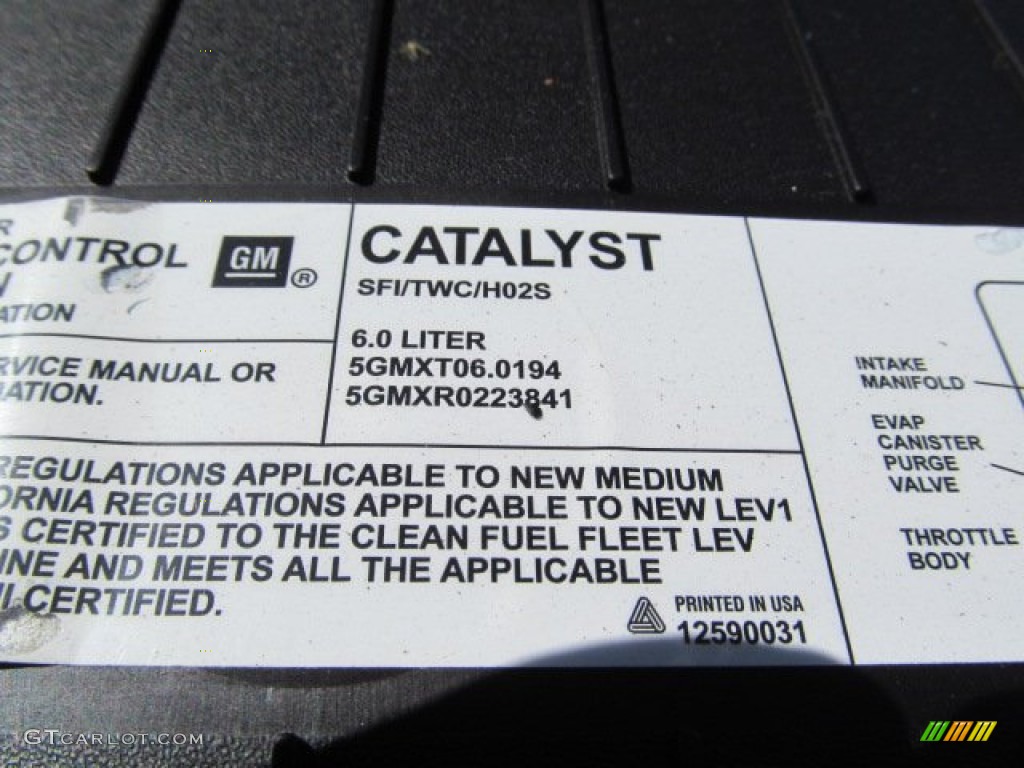 R
CONTROL
GM
®
ATION
RVICE MANUAL OR
ATION.
CATALYST
SFI/TWC/H02S
6.0 LITER
5GMXT06.0194
5GMXR0223841
INTAKE
MANIFOLD
EVAP
CANISTER
PURGE
VALVE
THROTTLE
BODY
REGULATIONS APPLICABLE TO NEW MEDIUM
ORNIA REGULATIONS APPLICABLE TO NEW LEV1
S CERTIFIED TO THE CLEAN FUEL FLEET LEV
INE AND MEETS ALL THE APPLICABLE
CERTIFIED.
PRINTED IN USA
12590031
GTCARLOT.COM